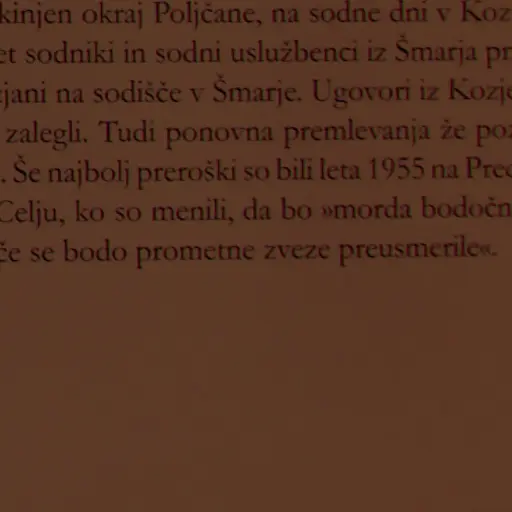 kinjen okraj Poljčane, na sodne dni v Koz
et sodniki in sodni uslužbenci iz Šmarja pr
jani na sodišče v Šmarje. Ugovori iz Kozje
zalegli. Tudi ponovna premlevanja že poz
. Še najbolj preroški so bili leta 1955 na Pred
Celju, ko so menili, da bo »morda bodočn
če se bodo prometne zveze preusmerile«.